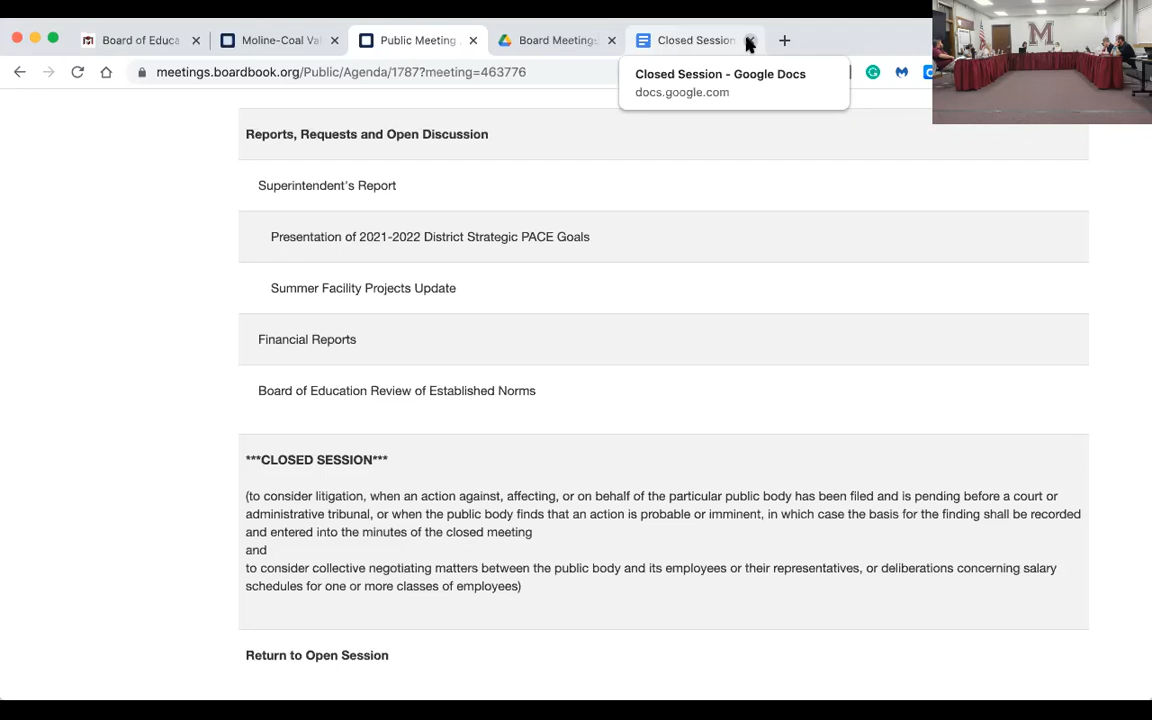 Board of Educa
Moline-Coal Va
Public Meeting
Board Meeting
Closed Session
meetings.boardbook.org/Public/Agenda/1787?meeting=463776
Closed Session - Google Docs
docs.google.com
M
Reports, Requests and Open Discussion
Superintendent's Report
Presentation of 2021-2022 District Strategic PACE Goals
Summer Facility Projects Update
Financial Reports
Board of Education Review of Established Norms
***CLOSED SESSION***
(to consider litigation, when an action against, affecting, or on behalf of the particular public body has been filed and is pending before a court or
administrative tribunal, or when the public body finds that an action is probable or imminent, in which case the basis for the finding shall be recorded
and entered into the minutes of the closed meeting
and
to consider collective negotiating matters between the public body and its employees or their representatives, or deliberations concerning salary
schedules for one or more classes of employees)
Return to Open Session